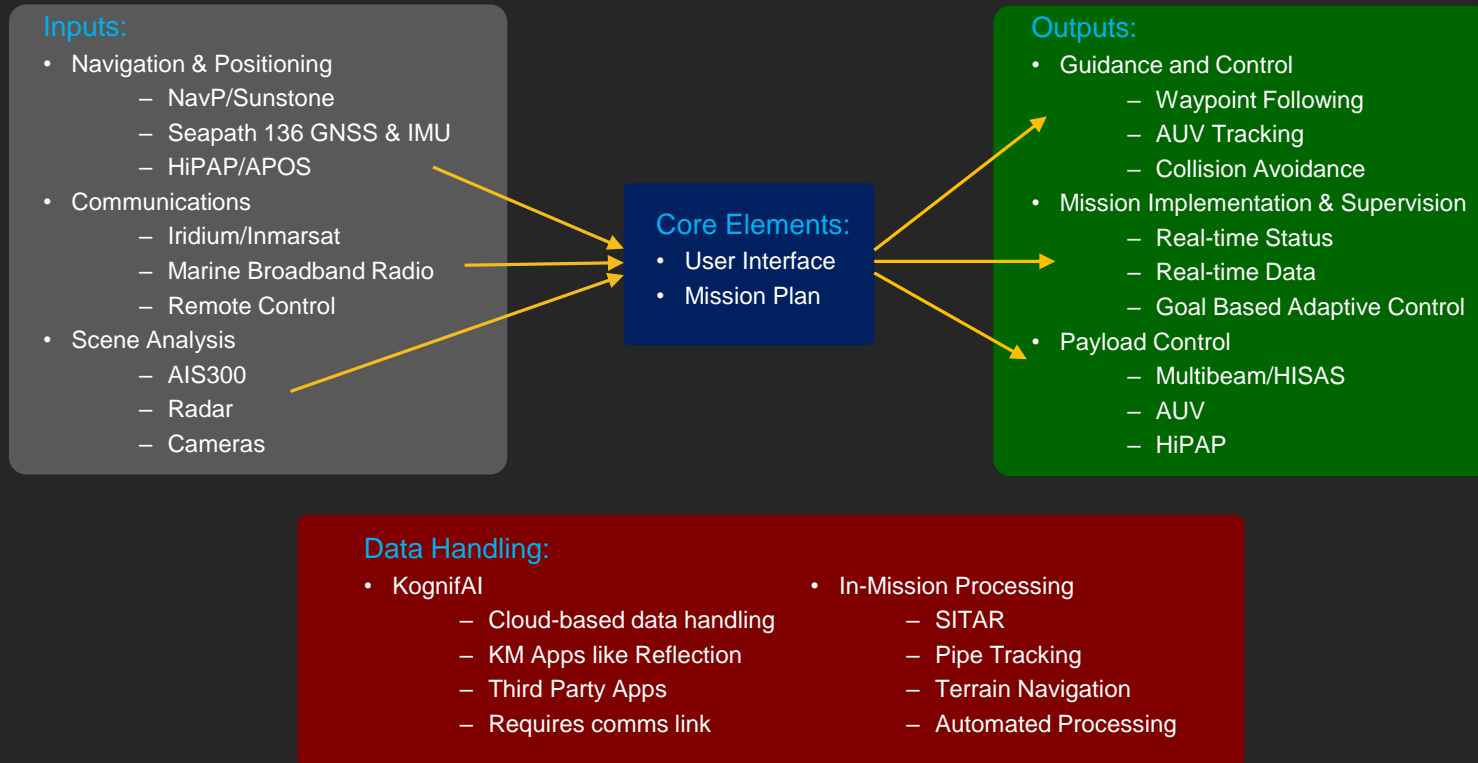 Inputs:
• Navigation & Positioning
– NavP/Sunstone
– Seapath 136 GNSS & IMU
– HiPAP/APOS
• Communications
– Iridium/Inmarsat
– Marine Broadband Radio
– Remote Control
• Scene Analysis
– AIS300
– Radar
– Cameras
Core Elements:
• User Interface
• Mission Plan
Outputs:
• Guidance and Control
– Waypoint Following
– AUV Tracking
– Collision Avoidance
• Mission Implementation & Supervision
– Real-time Status
– Real-time Data
– Goal Based Adaptive Control
• Payload Control
– Multibeam/HISAS
– AUV
– HiPAP
Data Handling:
• KognifAI
– Cloud-based data handling
– KM Apps like Reflection
– Third Party Apps
– Requires comms link
• In-Mission Processing
– SITAR
– Pipe Tracking
– Terrain Navigation
– Automated Processing